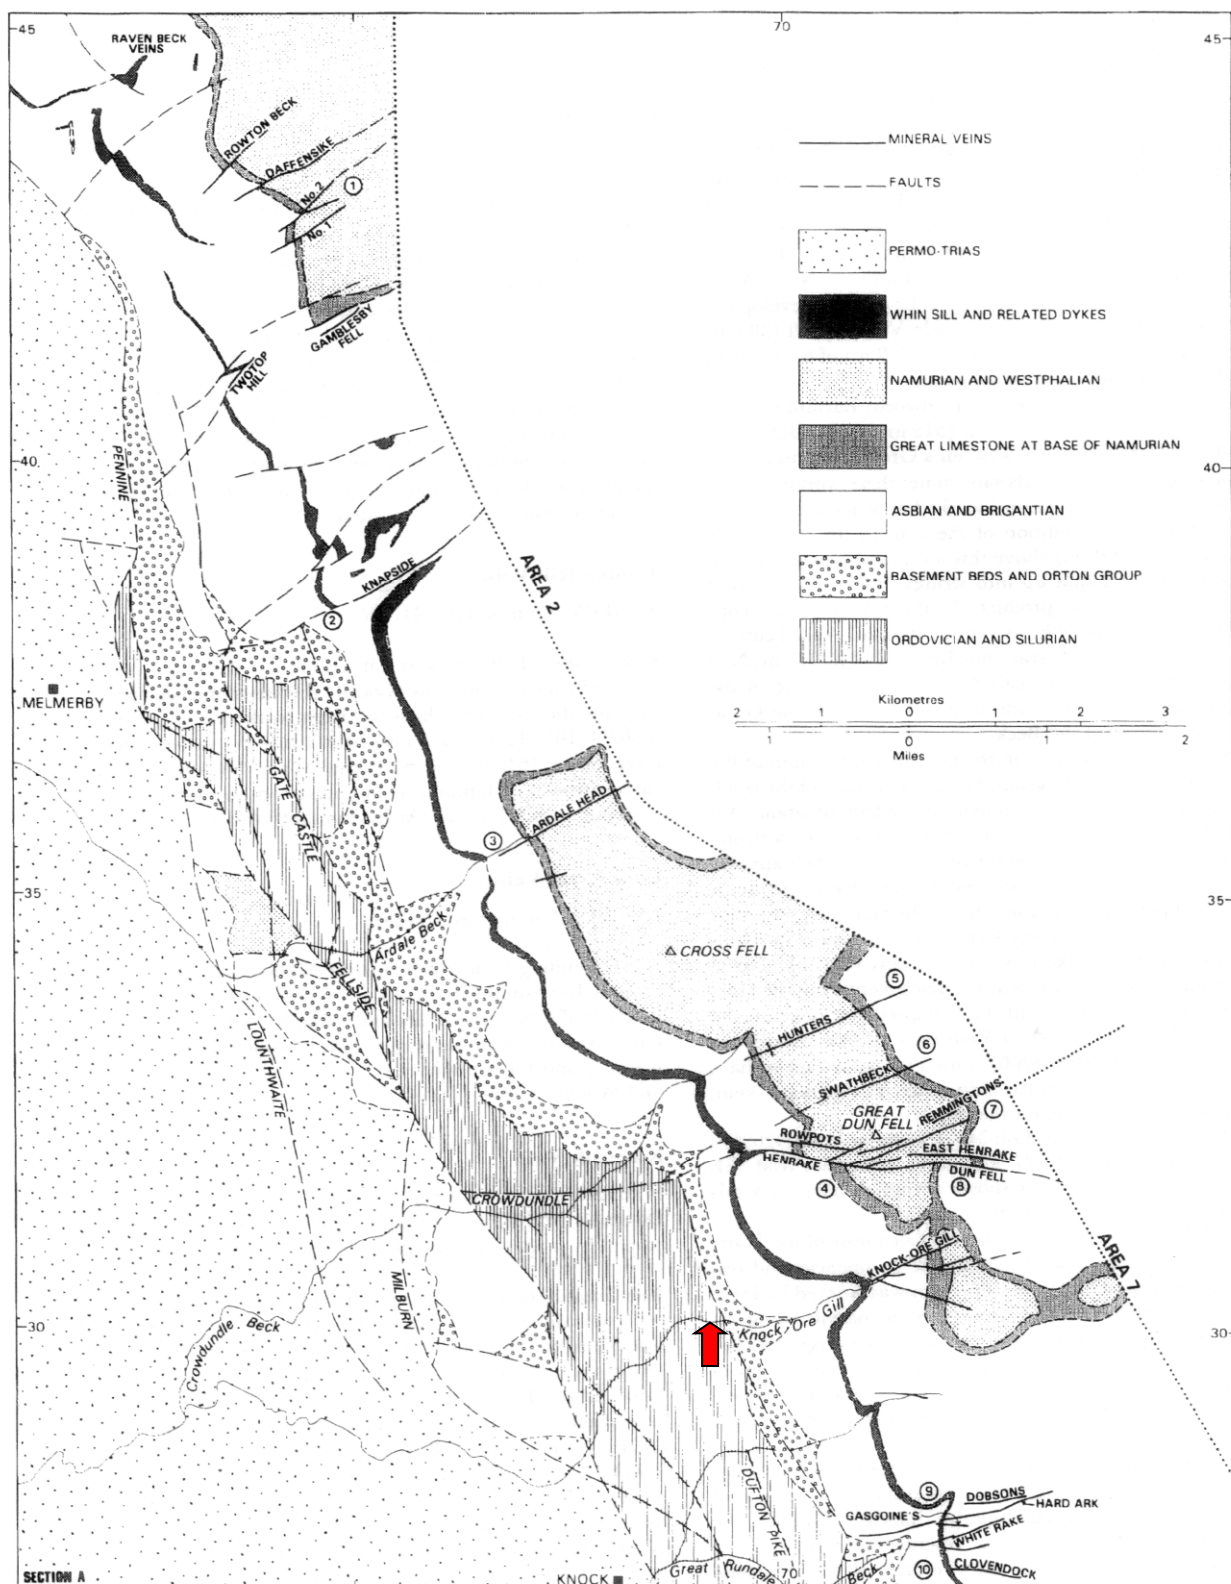 45
70
45
RAVEN BECK
VEINS
ROWTON BECK
DAFFENSIKE
No.2
1
No.1
GAMBLESBY
FELL
TWOTOP
HILL
MINERAL VEINS
FAULTS
PERMO-TRIAS
WHIN SILL AND RELATED DYKES
NAMURIAN AND WESTPHALIAN
GREAT LIMESTONE AT BASE OF NAMURIAN
ASBIAN AND BRIGANTIAN
BASEMENT BEDS AND ORTON GROUP
ORDOVICIAN AND SILURIAN
40
40
PENNINE
AREA 2
KNAPSIDE
2
MELMERBY
Kilometres
2 1 0 1 2 3
1 0 1 2
Miles
GATE CASTLE
ARDALE HEAD
3
35
35
Ardale Beck
CROSS FELL
FELLSIDE
5
HUNTERS
LOUNTHWAITE
6
SWATHBECK
GREAT
DUN FELL
REMMINGTONS
7
ROWPOTS
EAST HENRAKE
HENRAKE
DUN FELL
4
8
CROWDUNDLE
KNOCK-ORE GILL
AREA 7
MILBURN
Crowdundle Beck
30
Knock Ore Gill
30
DUFTON PIKE
9
DOBSONS
HARD ARK
GASGOINE'S
WHITE RAKE
10
CLOVENDOCK
SECTION A
KNOCK
Great Rundale Beck
70